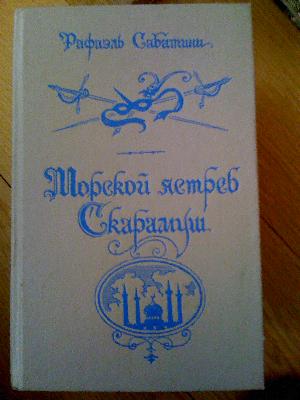 Рафаэль Сабатини
Морской ястреб
Скарамуш